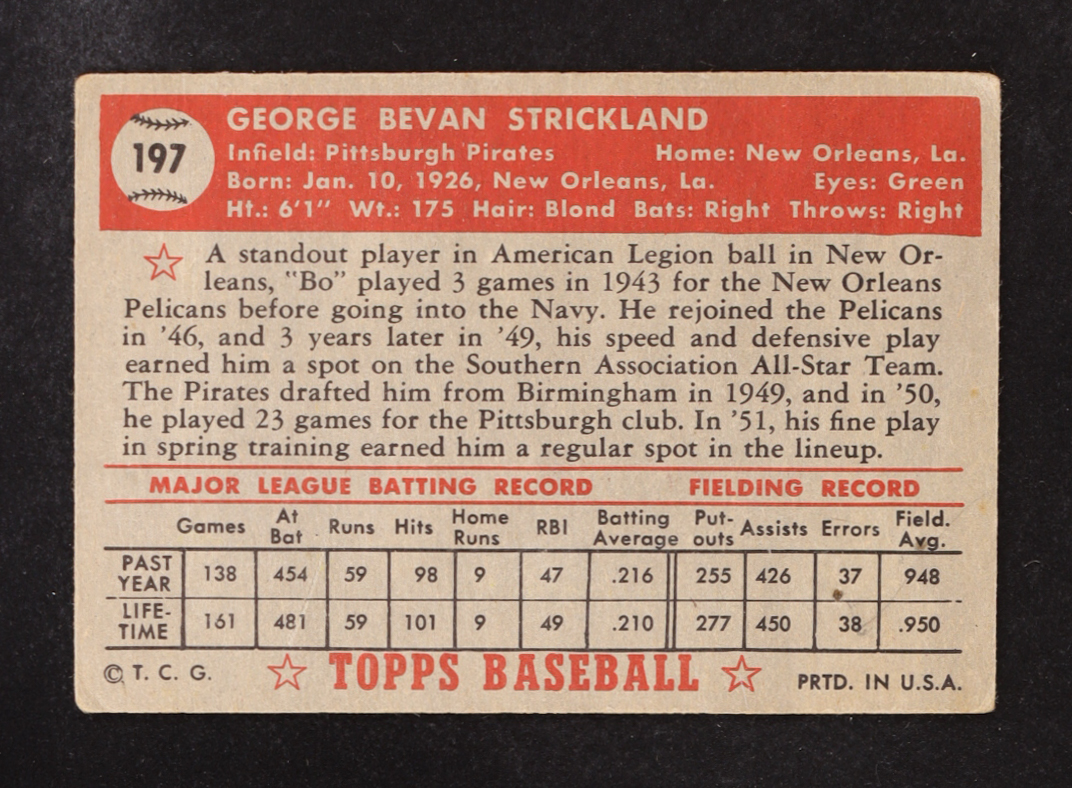 197
GEORGE BEVAN STRICKLAND
Infield: Pittsburgh Pirates Home: New Orleans, La.
Born: Jan. 10, 1926, New Orleans, La. Eyes: Green
Ht.: 6'1" Wt.: 175 Hair: Blond Bats: Right Throws: Right
A standout player in American Legion ball in New Or-
leans, "Bo" played 3 games in 1943 for the New Orleans
Pelicans before going into the Navy. He rejoined the Pelicans
in '46, and 3 years later in '49, his speed and defensive play
earned him a spot on the Southern Association All-Star Team.
The Pirates drafted him from Birmingham in 1949, and in '50,
he played 23 games for the Pittsburgh club. In '51, his fine play
in spring training earned him a regular spot in the lineup.
MAJOR LEAGUE BATTING RECORD FIELDING RECORD
Games At Bat Runs Hits Home Runs RBI Batting Average Put-outs Assists Errors Field. Avg.
PAST YEAR 138 454 59 98 9 47 .216 255 426 37 .948
LIFE-TIME 161 481 59 101 9 49 .210 277 450 38 .950
© T. C. G. TOPPS BASEBALL PRTD. IN U.S.A.